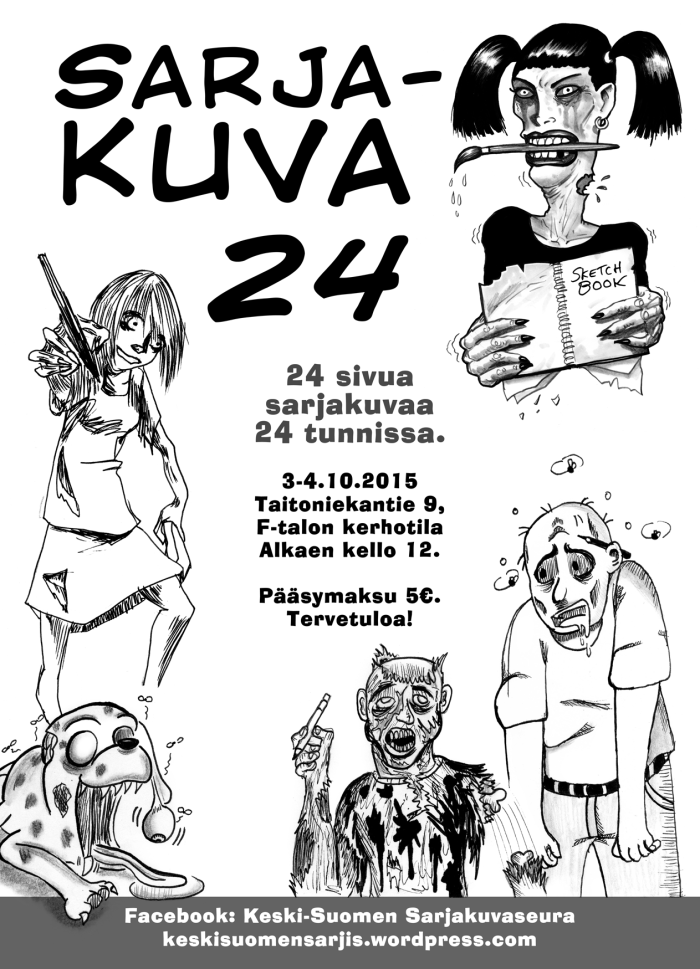 SARJA-
KUVA
24
SKETCH
BOOK
24 sivua
sarjakuvaa
24 tunnissa.
3-4.10.2015
Taitoniekantie 9,
F-talon kerhotila
Alkaen kello 12.
Pääsymaksu 5€.
Tervetuloa!
Facebook: Keski-Suomen Sarjakuvaseura
keskisuomensarjis.wordpress.com